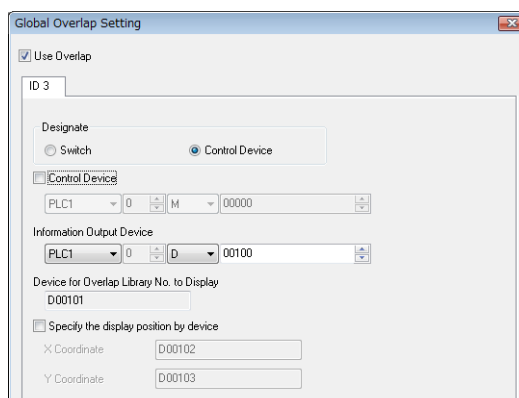 Global Overlap Setting
Use Overlap
ID 3
Designate
Switch Control Device
Control Device
PLC1 0 M 00000
Information Output Device
PLC1 0 D 00100
Device for Overlap Library No. to Display
D00101
Specify the display position by device
X Coordinate D00102
Y Coordinate D00103